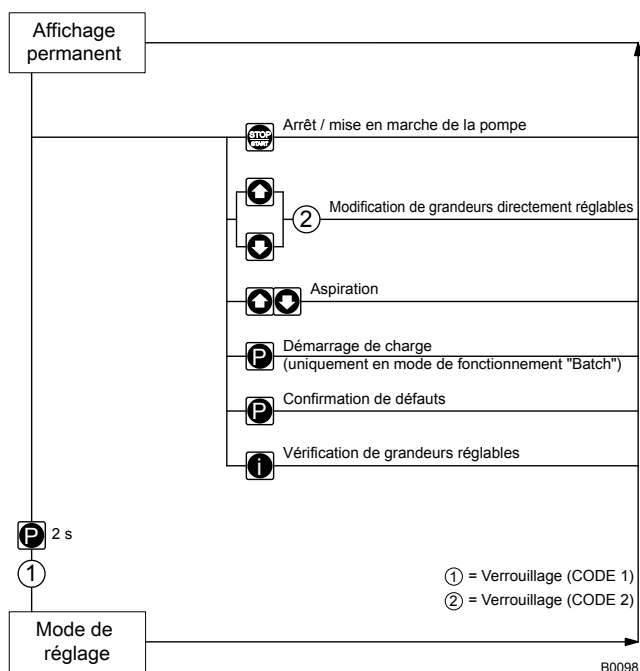 Affichage
permanent
STOP
START
Arrêt / mise en marche de la pompe
2
Modification de grandeurs directement réglables
Aspiration
P
Démarrage de charge
(uniquement en mode de fonctionnement "Batch")
P
Confirmation de défauts
i
Vérification de grandeurs réglables
P 2 s
1
1 = Verrouillage (CODE 1)
2 = Verrouillage (CODE 2)
Mode de
réglage
B0098